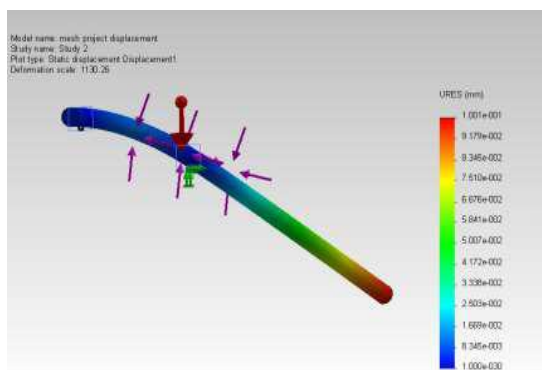 Model name: mesh project displacement
Study name: Study 2
Plot type: Static displacement Displacement1
Deformation scale: 1130.26
URES (mm)
1.001e-001
9.179e-002
8.345e-002
7.510e-002
6.676e-002
5.841e-002
5.007e-002
4.172e-002
3.338e-002
2.503e-002
1.669e-002
8.345e-003
1.000e-030